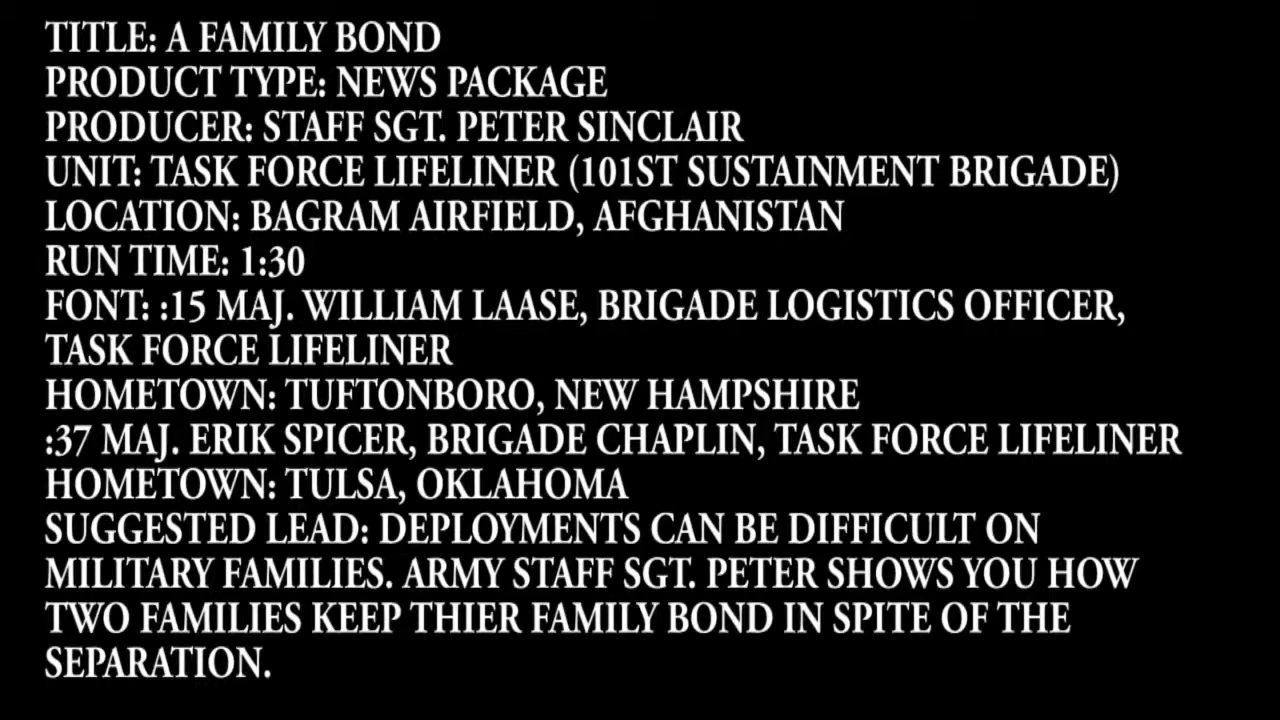 TITLE: A FAMILY BOND
PRODUCT TYPE: NEWS PACKAGE
PRODUCER: STAFF SGT. PETER SINCLAIR
UNIT: TASK FORCE LIFELINER (101ST SUSTAINMENT BRIGADE)
LOCATION: BAGRAM AIRFIELD, AFGHANISTAN
RUN TIME: 1:30
FONT: :15 MAJ. WILLIAM LAASE, BRIGADE LOGISTICS OFFICER,
TASK FORCE LIFELINER
HOMETOWN: TUFTONBORO, NEW HAMPSHIRE
:37 MAJ. ERIK SPICER, BRIGADE CHAPLIN, TASK FORCE LIFELINER
HOMETOWN: TULSA, OKLAHOMA
SUGGESTED LEAD: DEPLOYMENTS CAN BE DIFFICULT ON
MILITARY FAMILIES. ARMY STAFF SGT. PETER SHOWS YOU HOW
TWO FAMILIES KEEP THIER FAMILY BOND IN SPITE OF THE
SEPARATION.